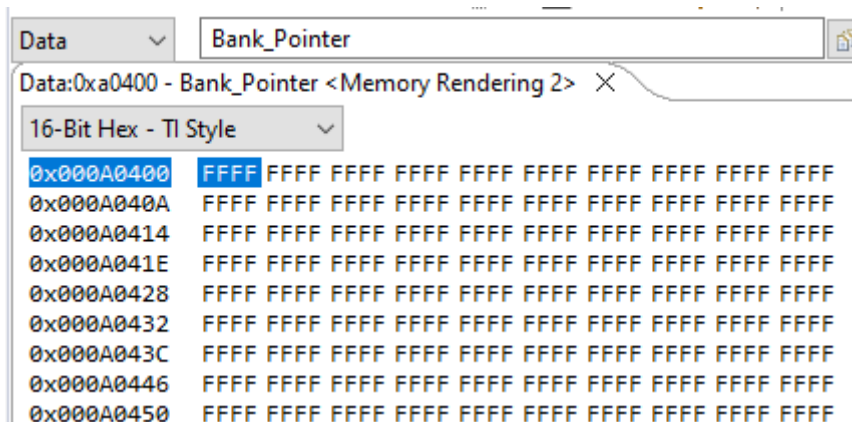 Data Bank_Pointer
Data:0xa0400 - Bank_Pointer <Memory Rendering 2>
16-Bit Hex - TI Style
0x000A0400 FFFF FFFF FFFF FFFF FFFF FFFF FFFF FFFF FFFF FFFF
0x000A040A FFFF FFFF FFFF FFFF FFFF FFFF FFFF FFFF FFFF FFFF
0x000A0414 FFFF FFFF FFFF FFFF FFFF FFFF FFFF FFFF FFFF FFFF
0x000A041E FFFF FFFF FFFF FFFF FFFF FFFF FFFF FFFF FFFF FFFF
0x000A0428 FFFF FFFF FFFF FFFF FFFF FFFF FFFF FFFF FFFF FFFF
0x000A0432 FFFF FFFF FFFF FFFF FFFF FFFF FFFF FFFF FFFF FFFF
0x000A043C FFFF FFFF FFFF FFFF FFFF FFFF FFFF FFFF FFFF FFFF
0x000A0446 FFFF FFFF FFFF FFFF FFFF FFFF FFFF FFFF FFFF FFFF
0x000A0450 FFFF FFFF FFFF FFFF FFFF FFFF FFFF FFFF FFFF FFFF